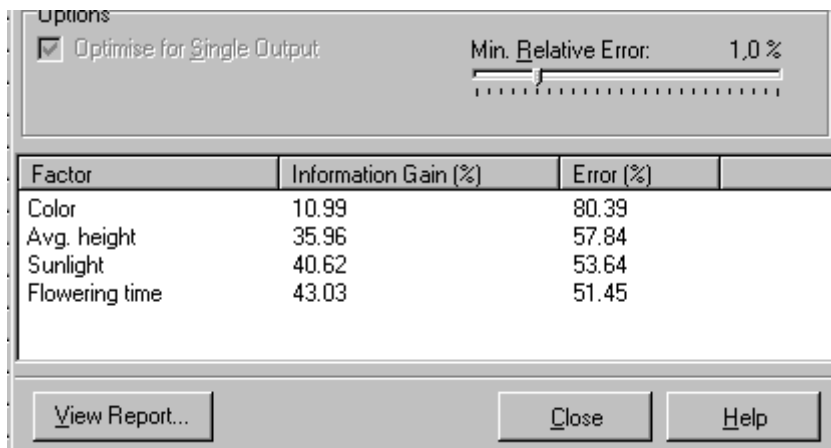 Options
Optimise for Single Output
Min. Relative Error: 1,0 %
Factor Information Gain (%) Error (%)
Color 10.99 80.39
Avg. height 35.96 57.84
Sunlight 40.62 53.64
Flowering time 43.03 51.45
View Report... Close Help